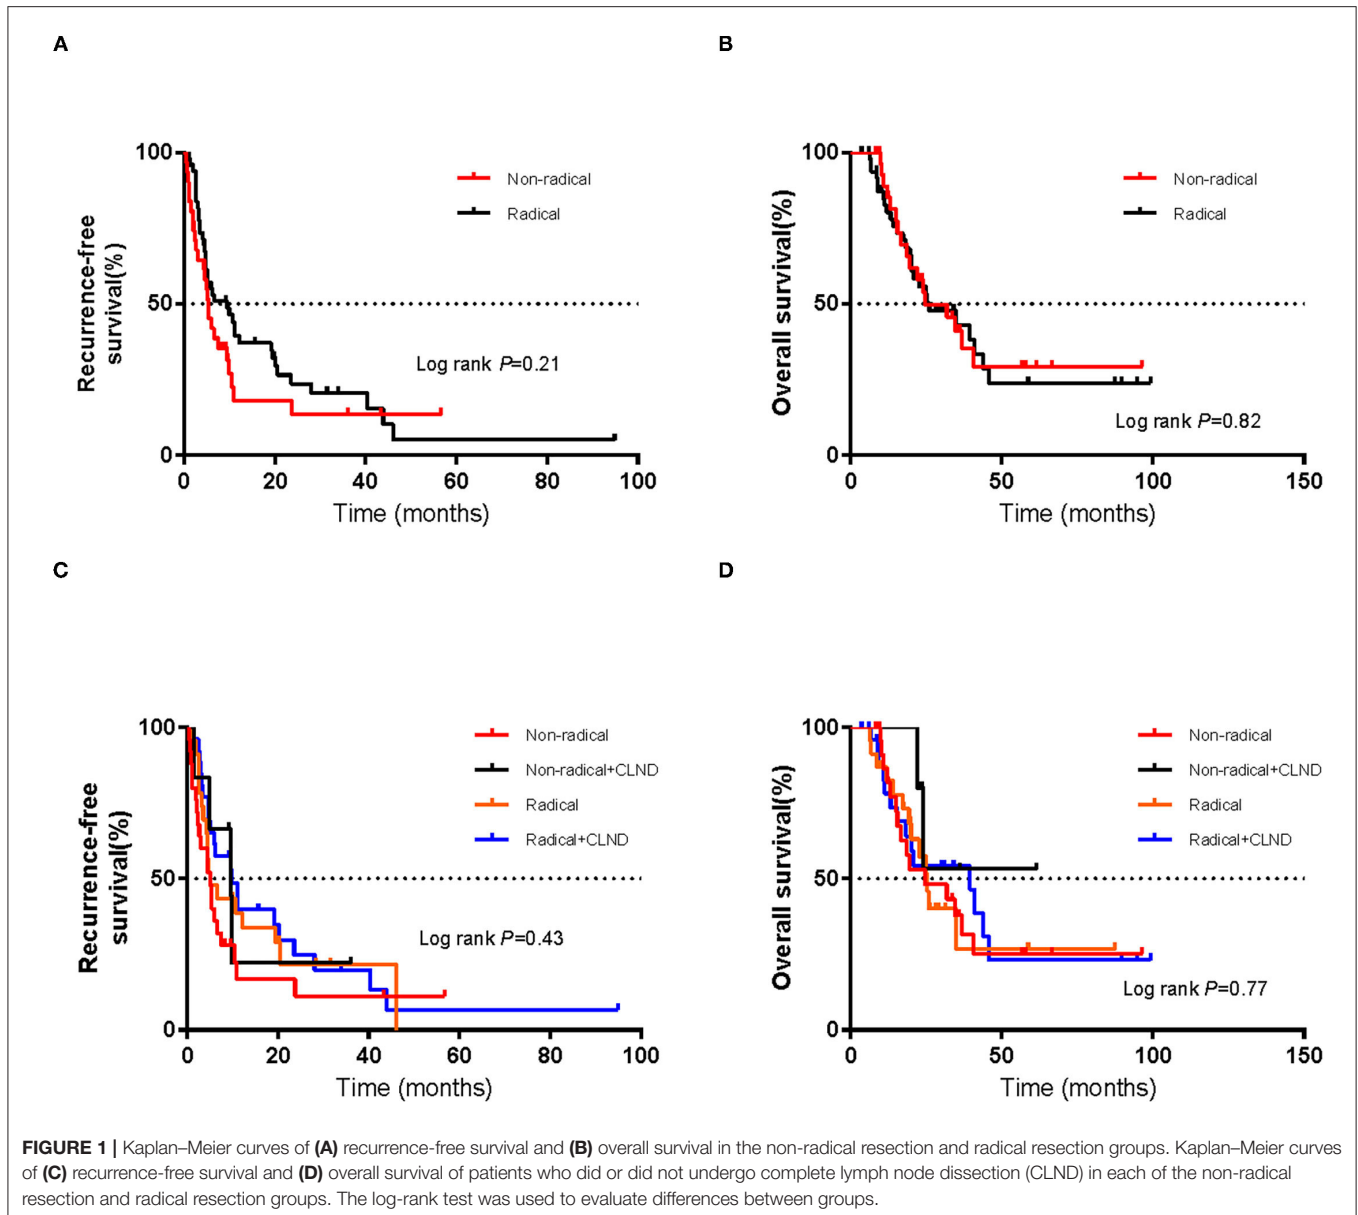 A
Recurrence-free
survival(%)
100
50
0
Non-radical
Radical
Log rank P=0.21
0 20 40 60 80 100
Time (months)
B
Overall survival(%)
100
50
0
Non-radical
Radical
Log rank P=0.82
0 50 100 150
Time (months)
C
Recurrence-free
survival(%)
100
50
0
Non-radical
Non-radical+CLND
Radical
Radical+CLND
Log rank P=0.43
0 20 40 60 80 100
Time (months)
D
Overall survival(%)
100
50
0
Non-radical
Non-radical+CLND
Radical
Radical+CLND
Log rank P=0.77
0 50 100 150
Time (months)
FIGURE 1 | Kaplan–Meier curves of (A) recurrence-free survival and (B) overall survival in the non-radical resection and radical resection groups. Kaplan–Meier curves
of (C) recurrence-free survival and (D) overall survival of patients who did or did not undergo complete lymph node dissection (CLND) in each of the non-radical
resection and radical resection groups. The log-rank test was used to evaluate differences between groups.